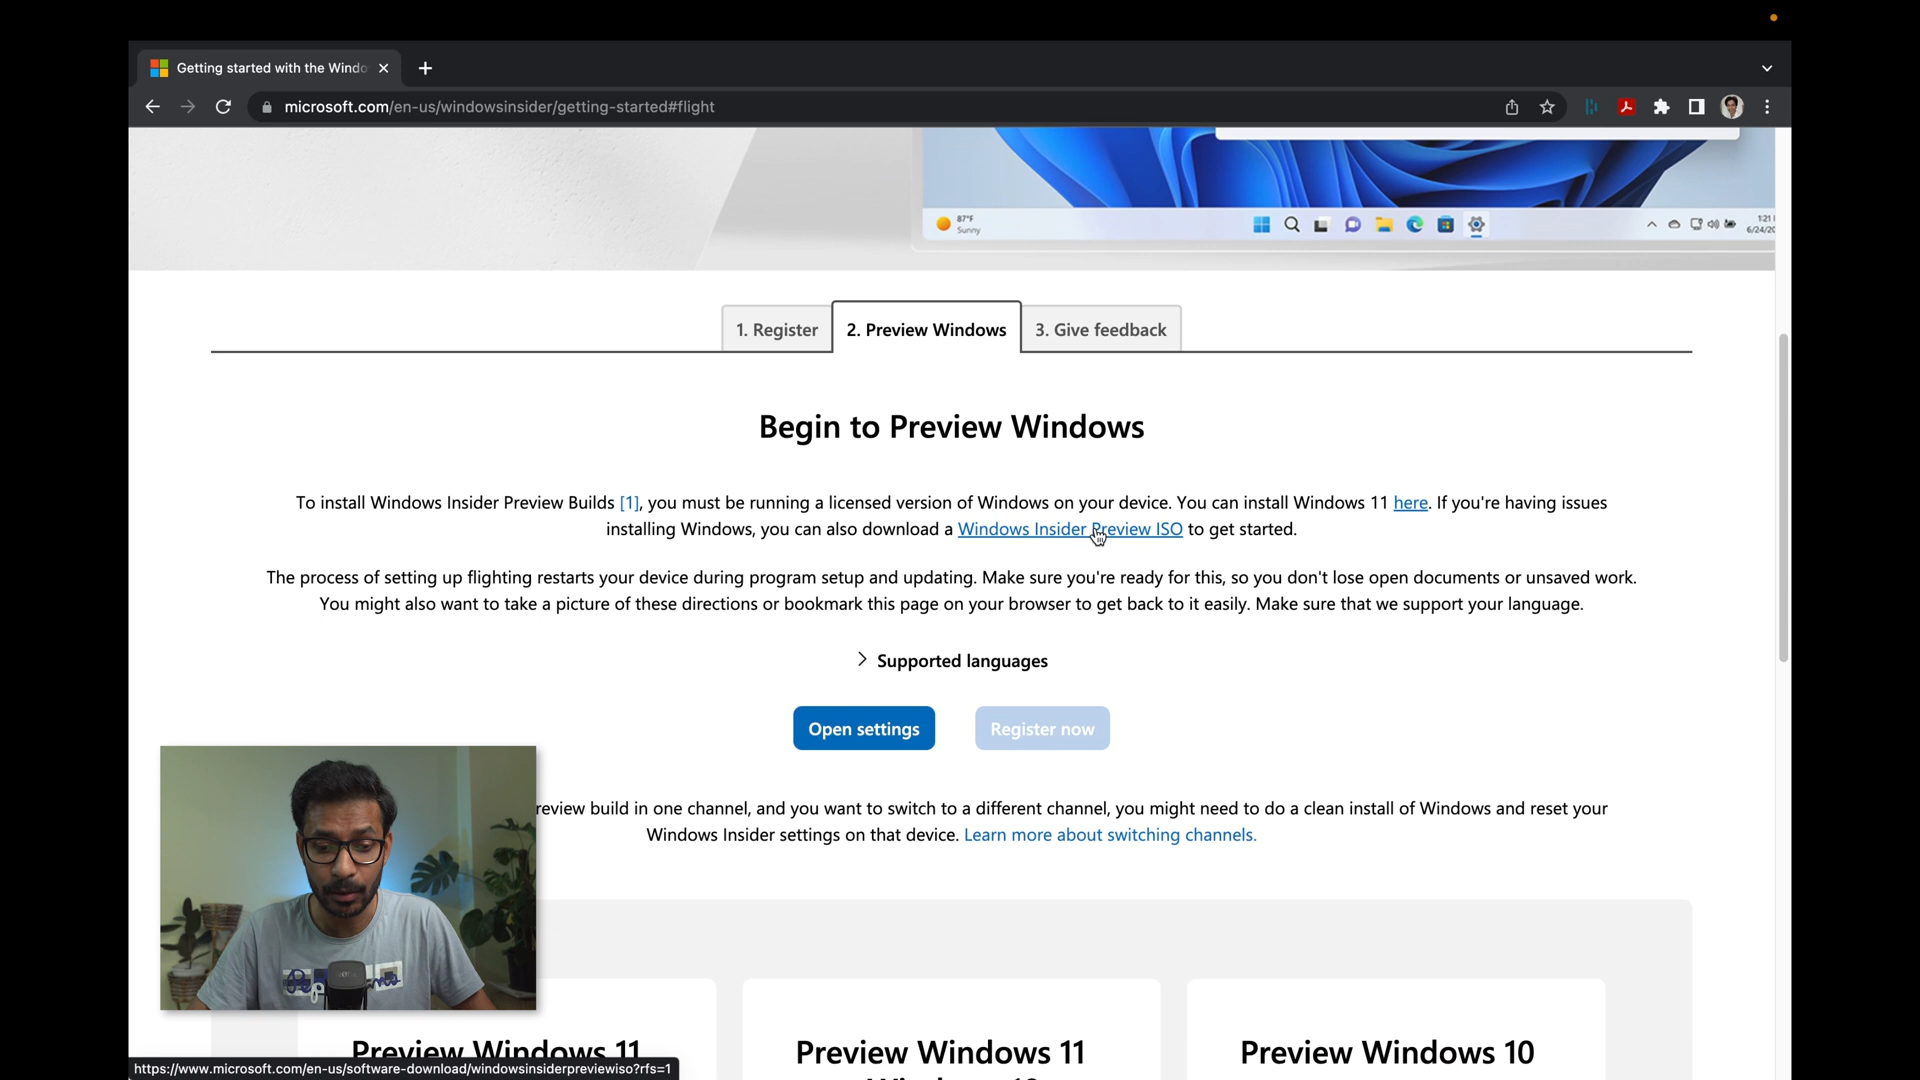 Getting started with the Windo
microsoft.com/en-us/windowsinsider/getting-started#flight
87°F
Sunny
1:21
6/24/20
1. Register
2. Preview Windows
3. Give feedback
Begin to Preview Windows
To install Windows Insider Preview Builds [1], you must be running a licensed version of Windows on your device. You can install Windows 11 here. If you're having issues
installing Windows, you can also download a Windows Insider Preview ISO to get started.
The process of setting up flighting restarts your device during program setup and updating. Make sure you're ready for this, so you don't lose open documents or unsaved work.
You might also want to take a picture of these directions or bookmark this page on your browser to get back to it easily. Make sure that we support your language.
Supported languages
Open settings
Register now
review build in one channel, and you want to switch to a different channel, you might need to do a clean install of Windows and reset your
Windows Insider settings on that device. Learn more about switching channels.
Preview Windows 11
Preview Windows 11
Preview Windows 10
https://www.microsoft.com/en-us/software-download/windowsinsiderpreviewiso?rfs=1